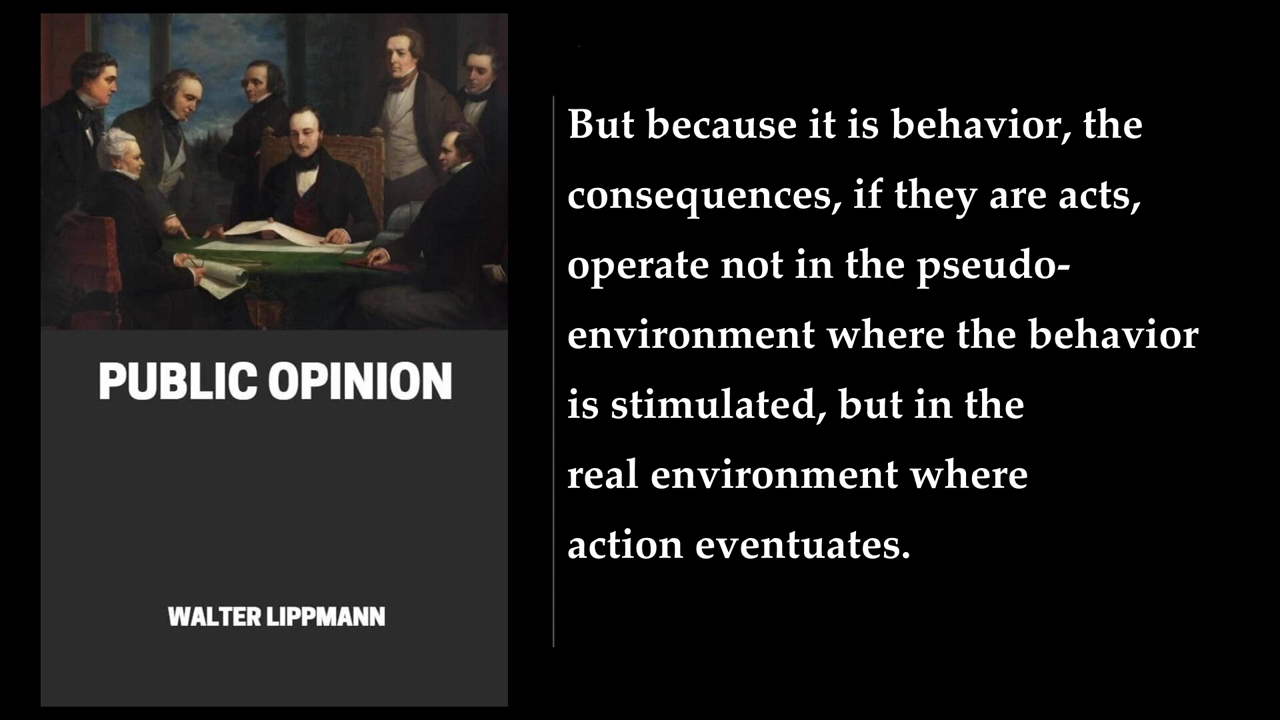 PUBLIC OPINION
WALTER LIPPMANN
But because it is behavior, the
consequences, if they are acts,
operate not in the pseudo-
environment where the behavior
is stimulated, but in the
real environment where
action eventuates.